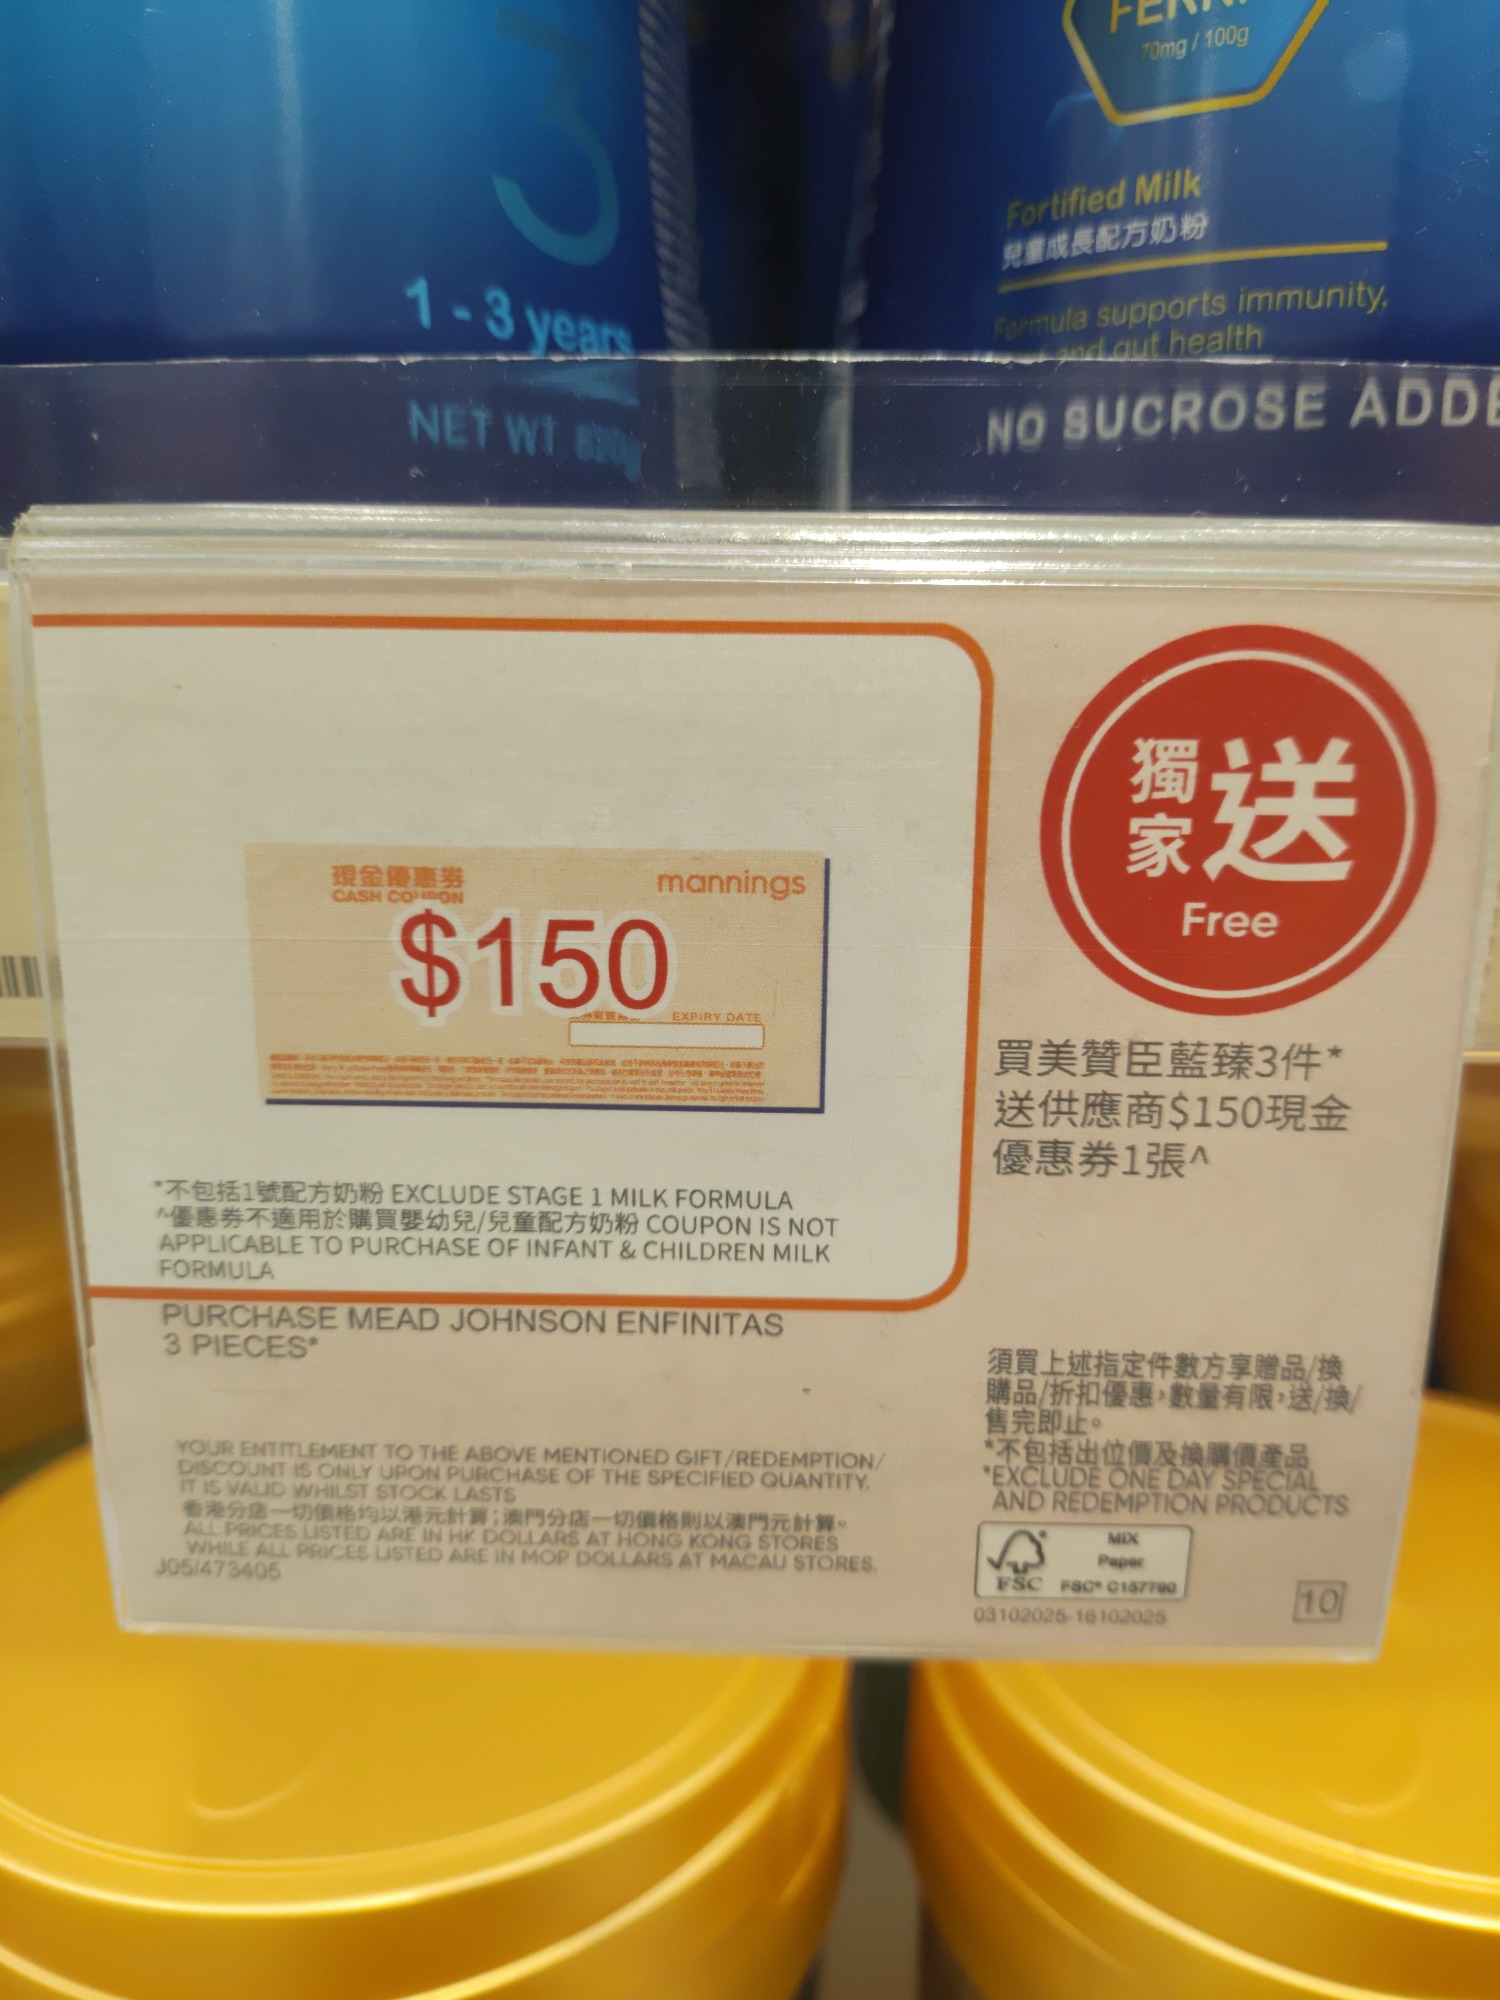 3
1 - 3 years
NET WT
70mg / 100g
Fortified Milk
兒童成長配方奶粉
Formula supports immunity,
and gut health
NO SUCROSE ADDE
現金優惠券
CASH COUPON
mannings
$150
EXPIRY DATE
獨家送
Free
買美贊臣藍臻3件*
送供應商$150現金
優惠券1張^
*不包括1號配方奶粉 EXCLUDE STAGE 1 MILK FORMULA
^優惠券不適用於購買嬰幼兒/兒童配方奶粉 COUPON IS NOT
APPLICABLE TO PURCHASE OF INFANT & CHILDREN MILK
FORMULA
PURCHASE MEAD JOHNSON ENFINITAS
3 PIECES*
須買上述指定件數方享贈品/換
購品/折扣優惠，數量有限，送/換/
售完即止。
*不包括出位價及換購價產品
*EXCLUDE ONE DAY SPECIAL
AND REDEMPTION PRODUCTS
YOUR ENTITLEMENT TO THE ABOVE MENTIONED GIFT/REDEMPTION/
DISCOUNT IS ONLY UPON PURCHASE OF THE SPECIFIED QUANTITY.
IT IS VALID WHILST STOCK LASTS
香港分店一切價格均以港元計算；澳門分店一切價格則以澳門元計算。
ALL PRICES LISTED ARE IN HK DOLLARS AT HONG KONG STORES
WHILE ALL PRICES LISTED ARE IN MOP DOLLARS AT MACAU STORES.
J05/473405
FSC
MIX
Paper
FSC® C157790
03102025-16102025
10